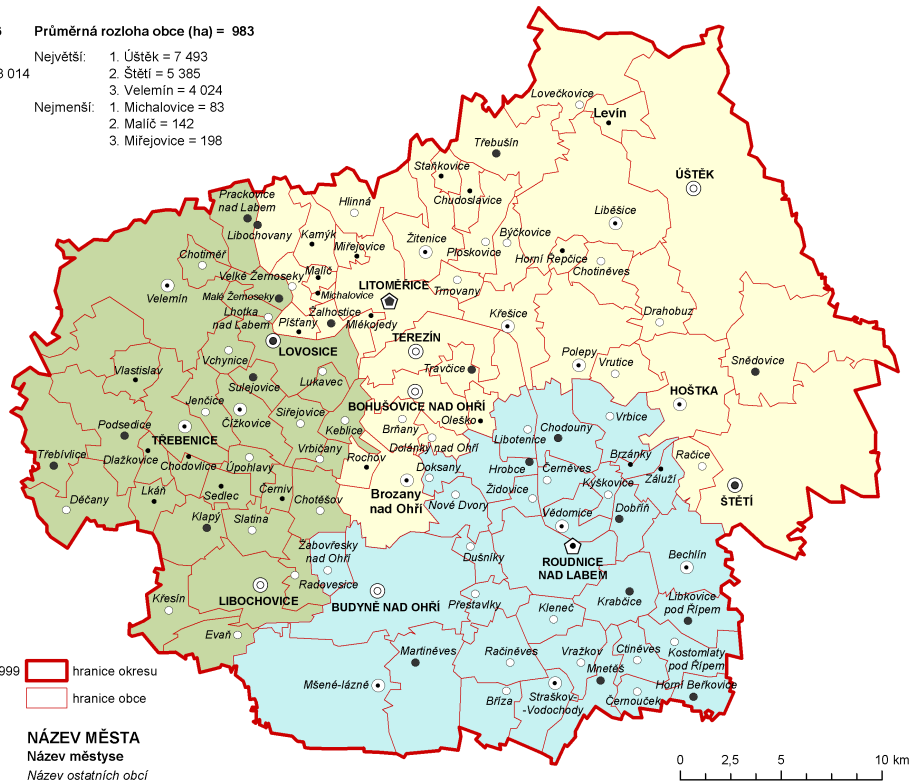 6
Průměrná rozloha obce (ha) = 983
Největší: 1. Úštěk = 7 493
3 014
2. Štětí = 5 385
3. Velemín = 4 024
Nejmenší: 1. Michalovice = 83
2. Malíč = 142
3. Miřejovice = 198
Lovečkovice
Levín
Třebušín
Staňkovice
ÚŠTĚK
Chudoslavice
Prackovice
nad Labem
Hlinná
Liběšice
Libochovany
Kamýk
Žitenice
Býčkovice
Miřejovice
Ploskovice
Horní Řepčice
Chotiměř
Chotiněves
Velké Žernoseky
Malíč
LITOMĚŘICE
Trnovany
Velemín
Malé Žernoseky
Michalovice
Lhotka
nad Labem
Žalhostice
Píšťany
Mlékojedy
Křešice
Drahobuz
TEREZÍN
LOVOSICE
Vchynice
Polepy
Vrutice
Snědovice
Vlastislav
Travčice
Sulejovice
Lukavec
HOŠTKA
Jenčice
BOHUŠOVICE NAD OHŘÍ
Siřejovice
Čížkovice
Keblice
Brňany
Oleško
Vrbice
Podsedice
Chodouny
TŘEBENICE
Libotenice
Dolánky nad Ohří
Třebívlice
Vrbičany
Brzánky
Račice
Dlažkovice
Chodovice
Úpohlavy
Rochov
Doksany
Hrobce
Černěves
Záluží
Děčany
Lkáň
Sedlec
Černiv
Chotěšov
Brozany
nad Ohří
Židovice
Kyškovice
ŠTĚTÍ
Nové Dvory
Klapý
Slatina
Vědomice
Dobříň
Žabovřesky
nad Ohří
Dušníky
ROUDNICE
NAD LABEM
Bechlín
Radovesice
LIBOCHOVICE
BUDYNĚ NAD OHŘÍ
Přestavlky
Křesín
Kleneč
Krabčice
Libkovice
pod Řípem
Evaň
Martiněves
Račiněves
Vražkov
Ctiněves
Kostomlaty
pod Řípem
Mnetěš
Mšené-lázně
Bříza
Straškov-
-Vodochody
Černouček
Horní Beřkovice
999
hranice okresu
hranice obce
NÁZEV MĚSTA
Název městyse
Název ostatních obcí
0 2,5 5 10 km